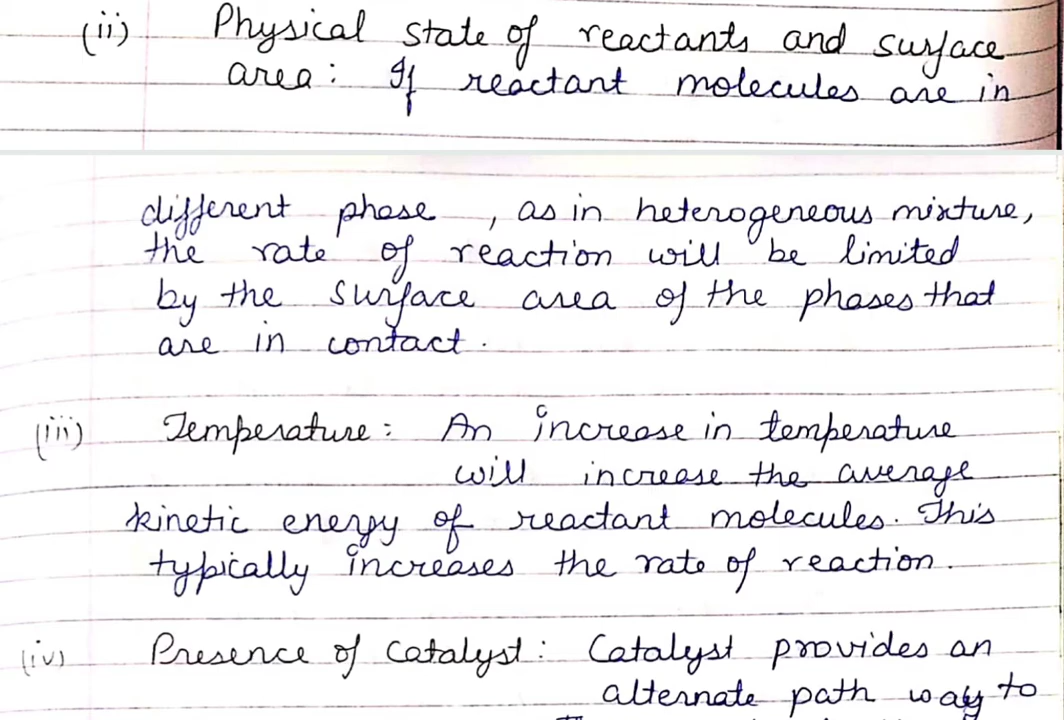 (ii) Physical state of reactants and surface
area: If reactant molecules are in
different phase , as in heterogeneous mixture,
the rate of reaction will be limited
by the surface area of the phases that
are in contact.
(iii) Temperature: An increase in temperature
will increase the average
kinetic energy of reactant molecules. This
typically increases the rate of reaction.
(iv) Presence of catalyst: Catalyst provides an
alternate path way to